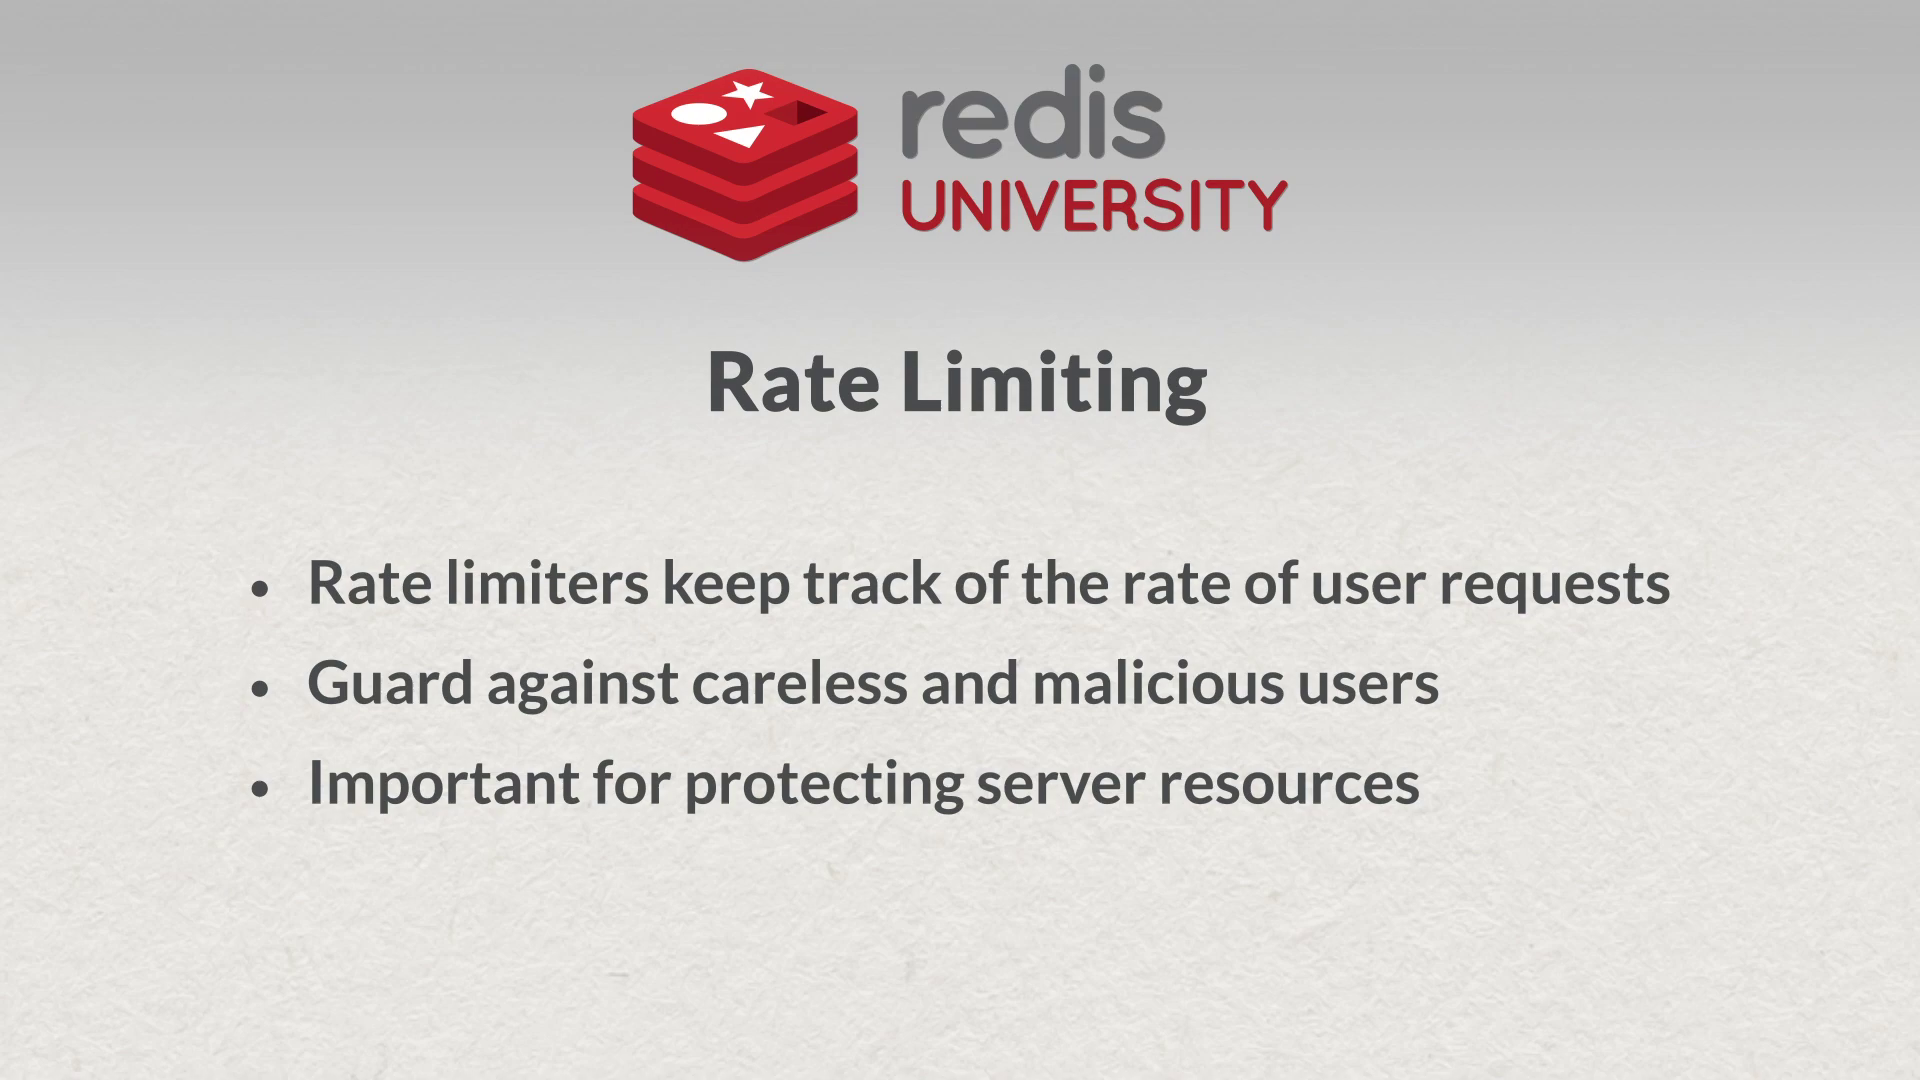 redis
UNIVERSITY
Rate Limiting
• Rate limiters keep track of the rate of user requests
• Guard against careless and malicious users
• Important for protecting server resources